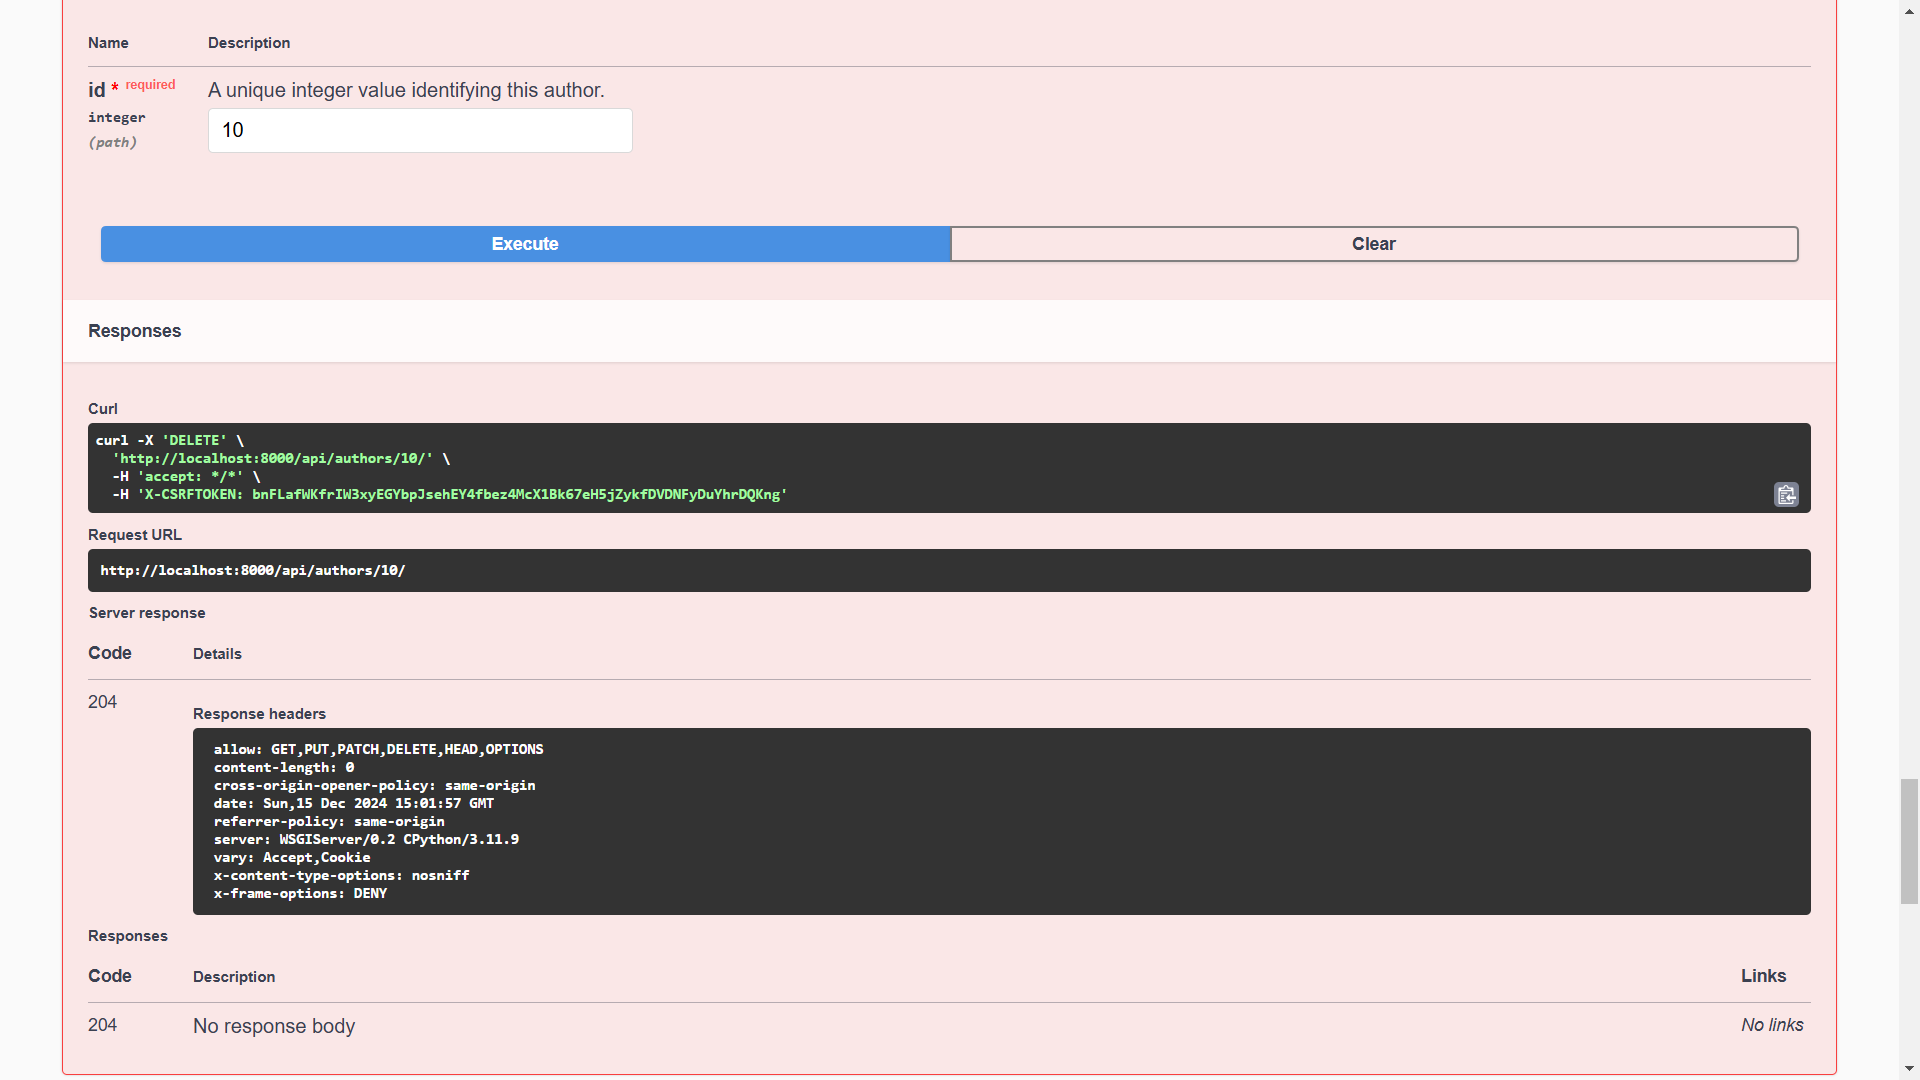 Name Description
id * required A unique integer value identifying this author.
integer
(path)
10
Execute Clear
Responses
Curl
curl -X 'DELETE' \
'http://localhost:8000/api/authors/10/' \
-H 'accept: */*' \
-H 'X-CSRFTOKEN: bnFLafWKfrIW3xyEGYbpJsehEY4fbez4McX1Bk67eH5jZykfDVDNFyDuYhrDQKng'
Request URL
http://localhost:8000/api/authors/10/
Server response
Code Details
204
Response headers
allow: GET,PUT,PATCH,DELETE,HEAD,OPTIONS
content-length: 0
cross-origin-opener-policy: same-origin
date: Sun,15 Dec 2024 15:01:57 GMT
referrer-policy: same-origin
server: WSGIServer/0.2 CPython/3.11.9
vary: Accept,Cookie
x-content-type-options: nosniff
x-frame-options: DENY
Responses
Code Description Links
204 No response body No links